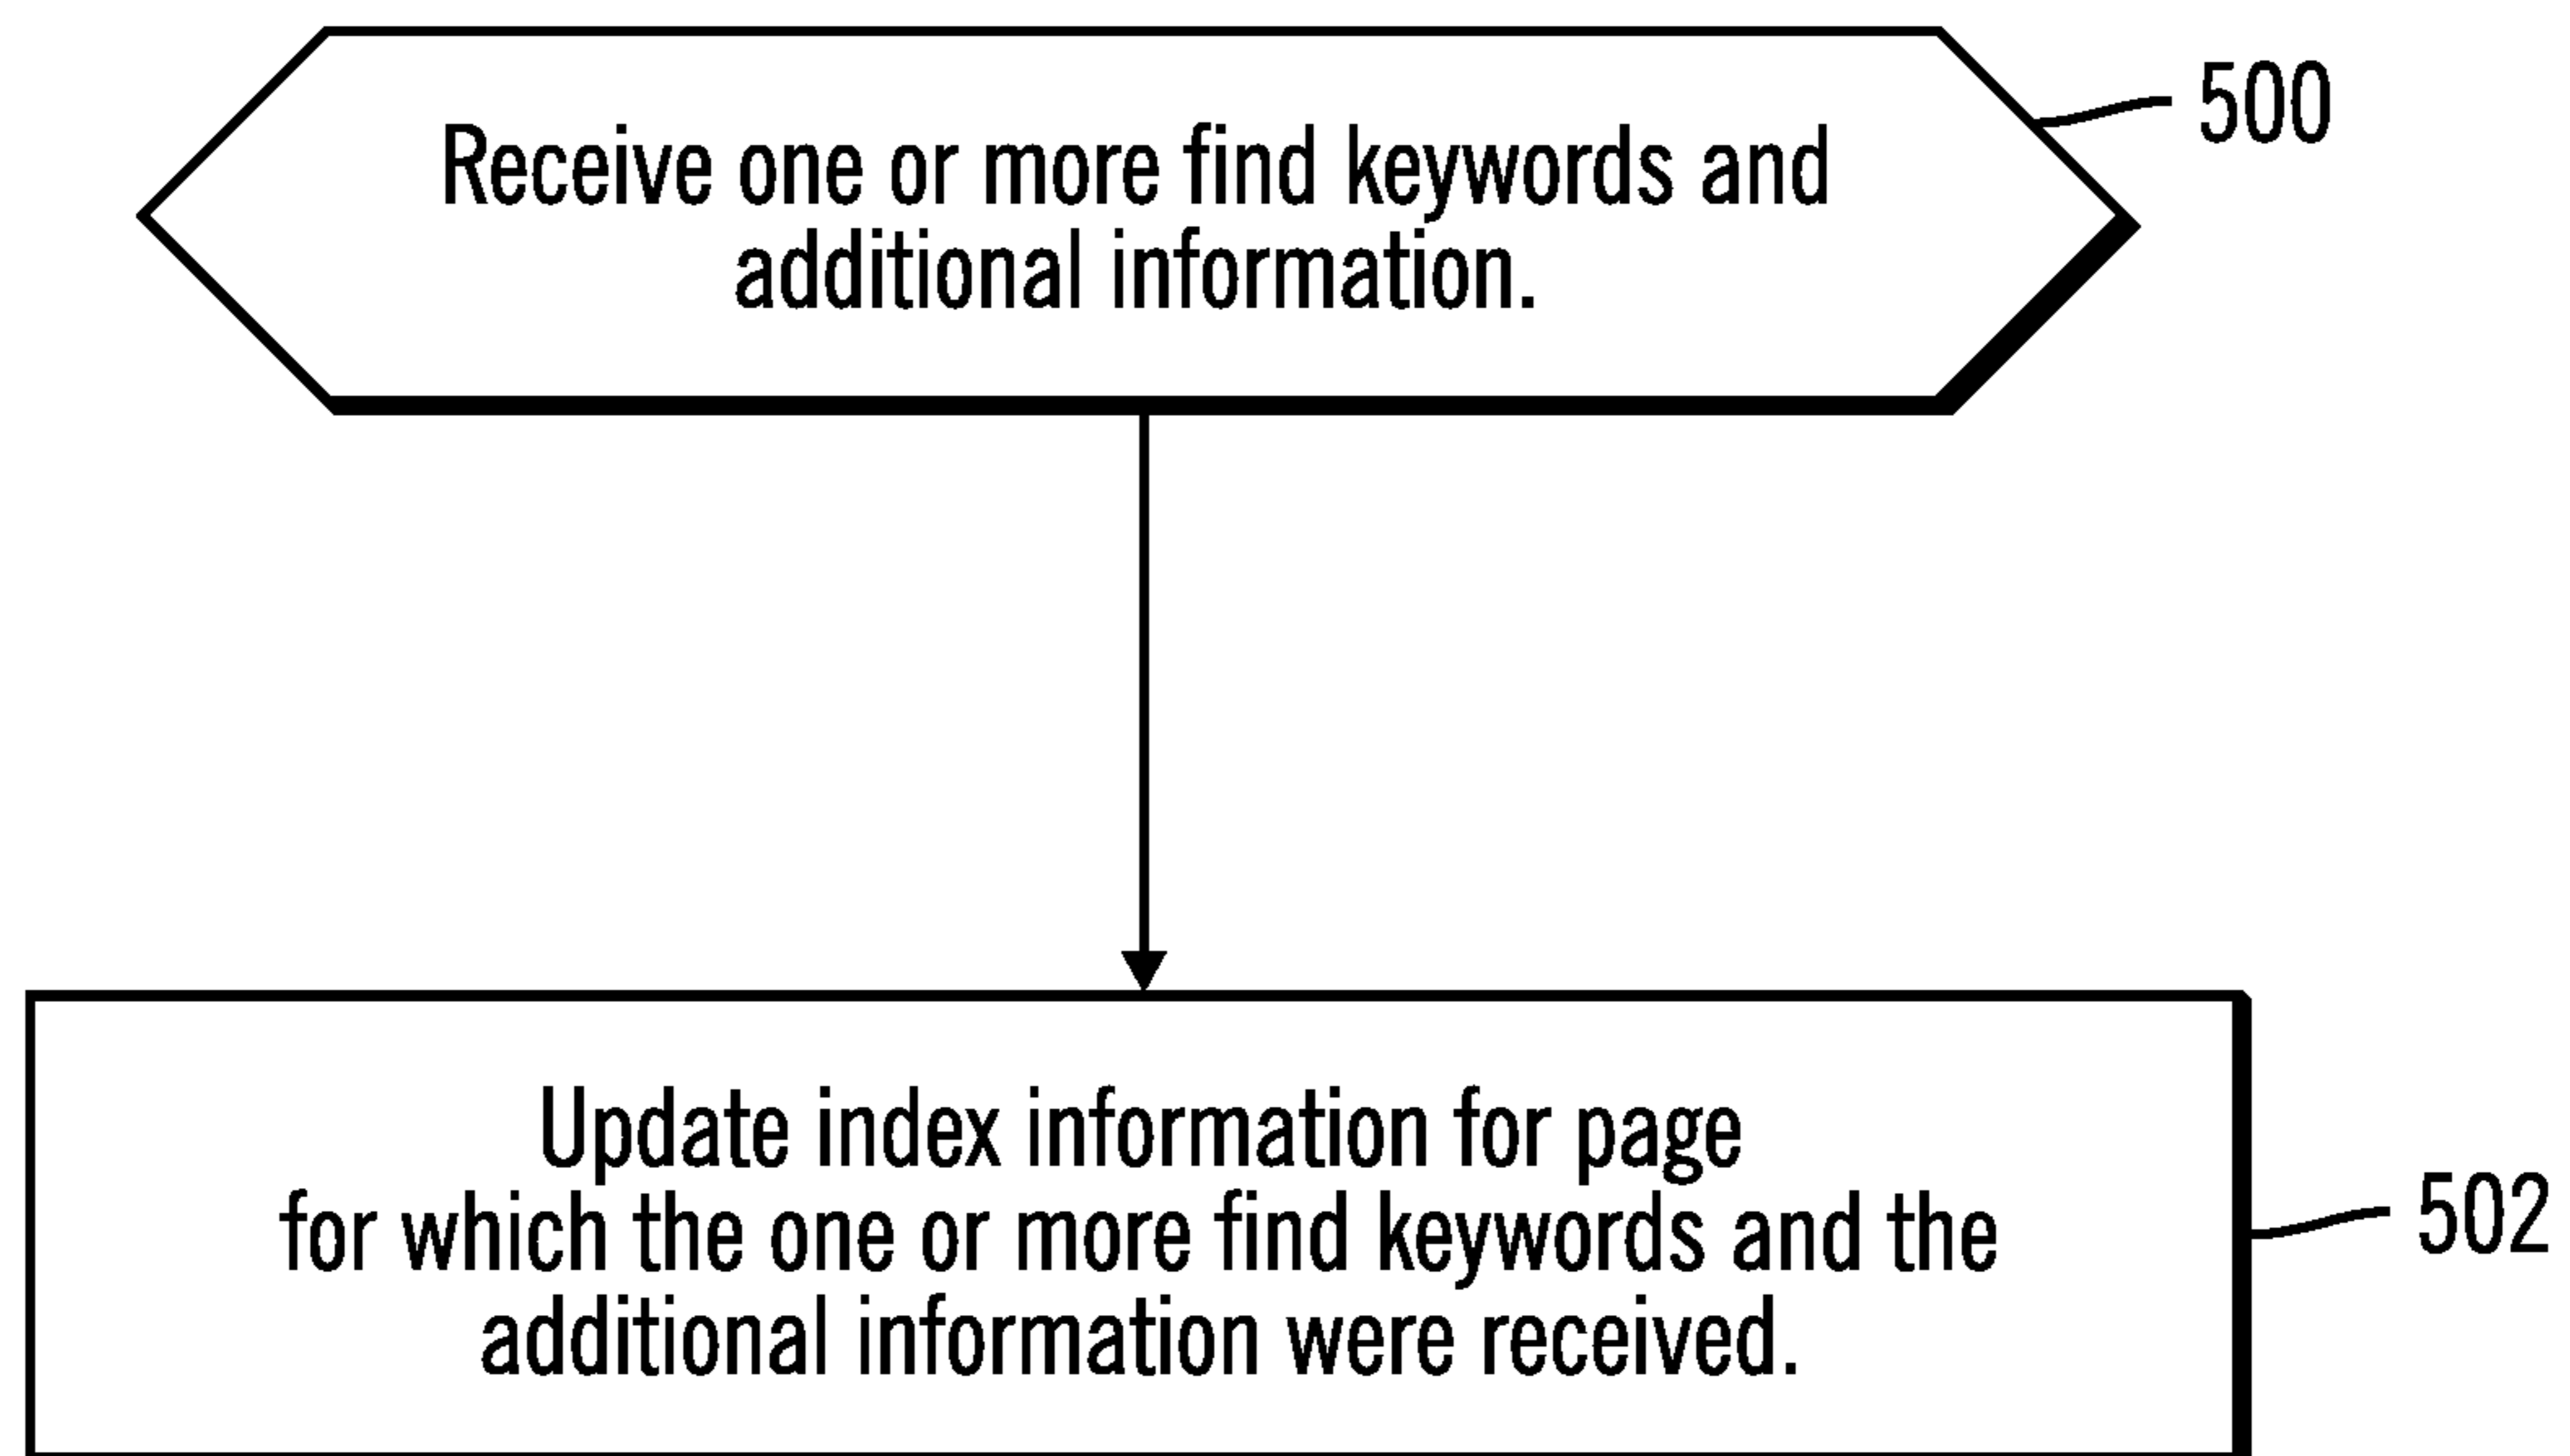 Receive one or more find keywords and
additional information.
500
Update index information for page
for which the one or more find keywords and the
additional information were received.
502